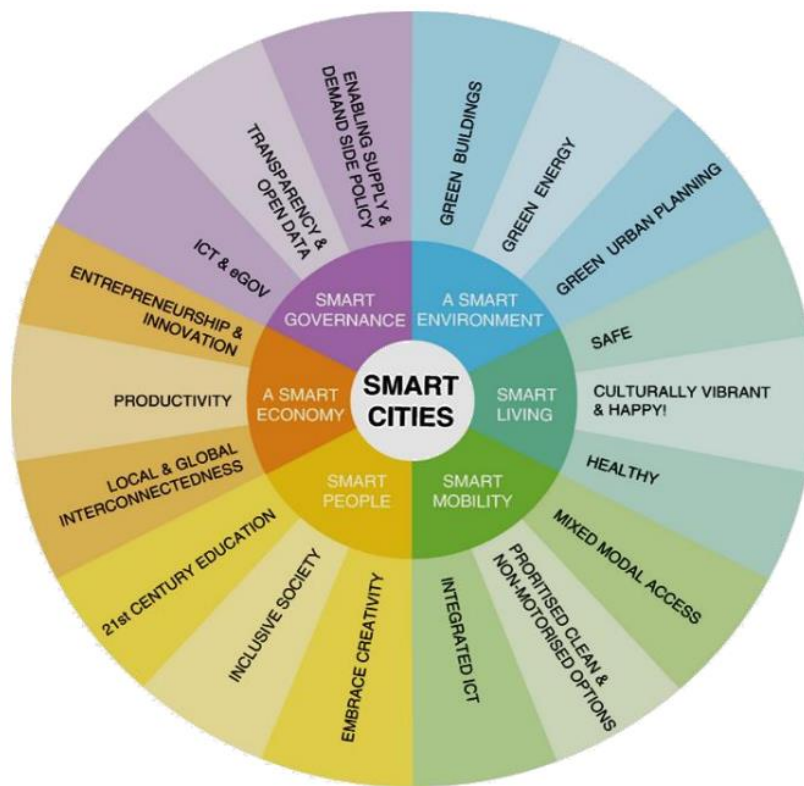 SMART
CITIES
A SMART
ENVIRONMENT
GREEN BUILDINGS
GREEN ENERGY
GREEN URBAN PLANNING
SMART
LIVING
SAFE
CULTURALLY VIBRANT
& HAPPY!
HEALTHY
SMART
MOBILITY
MIXED MODAL ACCESS
PRIORITISED CLEAN &
NON-MOTORISED OPTIONS
INTEGRATED ICT
SMART
PEOPLE
EMBRACE CREATIVITY
INCLUSIVE SOCIETY
21st CENTURY EDUCATION
A SMART
ECONOMY
LOCAL & GLOBAL
INTERCONNECTEDNESS
PRODUCTIVITY
ENTREPRENEURSHIP &
INNOVATION
SMART
GOVERNANCE
ICT & eGOV
TRANSPARENCY &
OPEN DATA
ENABLING SUPPLY &
DEMAND SIDE POLICY